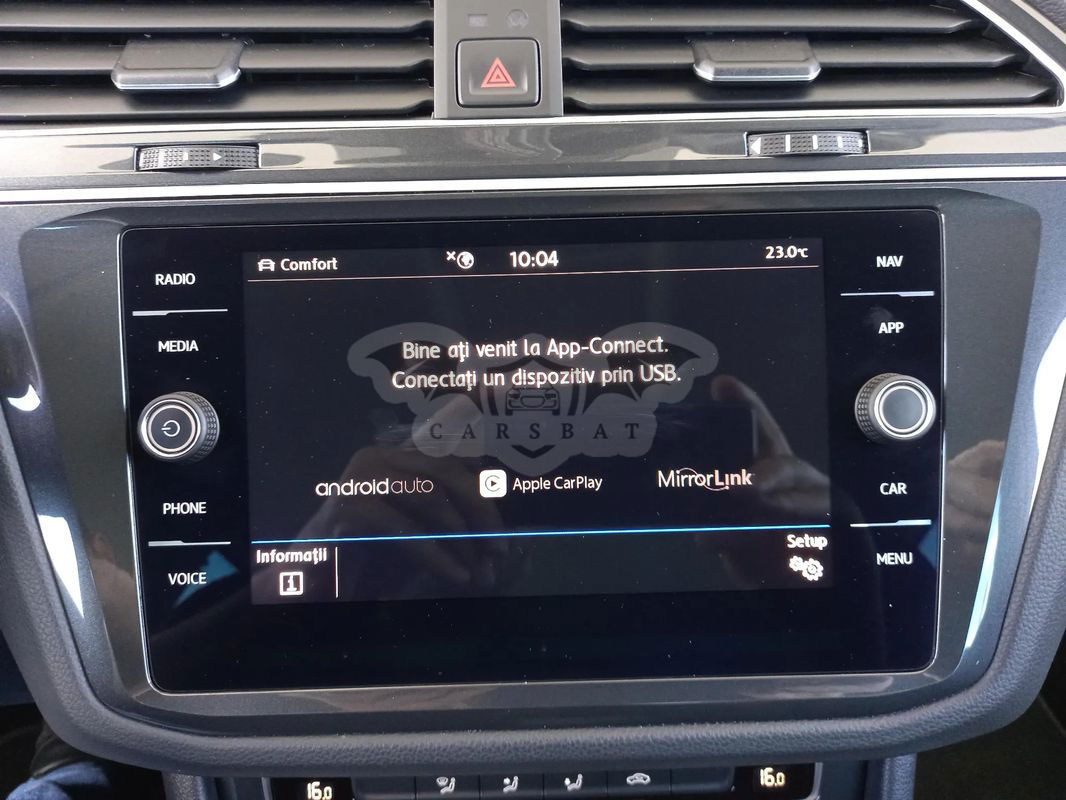 Comfort 10:04 23.0°C
RADIO
MEDIA
PHONE
VOICE
Bine ați venit la App-Connect.
Conectați un dispozitiv prin USB.
CARSBAT
androidauto Apple CarPlay MirrorLink
Informații
Setup
NAV
APP
CAR
MENU
16.0 16.0